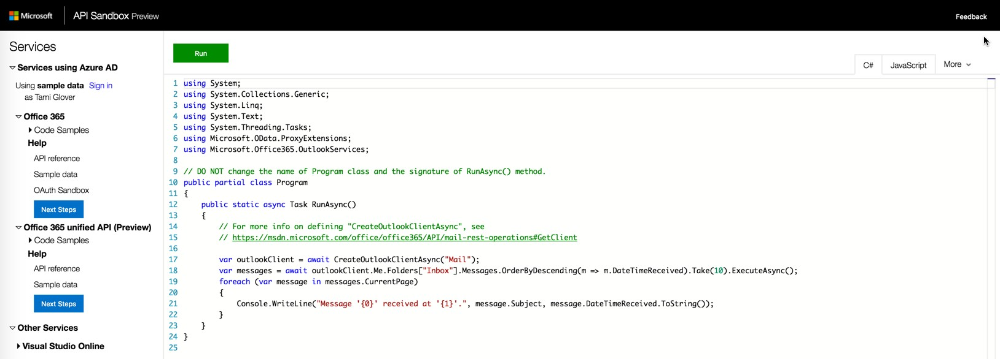 Microsoft API Sandbox Preview
Feedback
Services
Services using Azure AD
Using sample data Sign in
as Tami Glover
Office 365
Code Samples
Help
API reference
Sample data
OAuth Sandbox
Next Steps
Office 365 unified API (Preview)
Code Samples
Help
API reference
Sample data
Next Steps
Other Services
Visual Studio Online
Run
C# JavaScript More
1 using System;
2 using System.Collections.Generic;
3 using System.Linq;
4 using System.Text;
5 using System.Threading.Tasks;
6 using Microsoft.OData.ProxyExtensions;
7 using Microsoft.Office365.OutlookServices;
8
9 // DO NOT change the name of Program class and the signature of RunAsync() method.
10 public partial class Program
11 {
12     public static async Task RunAsync()
13     {
14         // For more info on defining "CreateOutlookClientAsync", see
15         // https://msdn.microsoft.com/office/office365/API/mail-rest-operations#GetClient
16
17         var outlookClient = await CreateOutlookClientAsync("Mail");
18         var messages = await outlookClient.Me.Folders["Inbox"].Messages.OrderByDescending(m => m.DateTimeReceived).Take(10).ExecuteAsync();
19         foreach (var message in messages.CurrentPage)
20         {
21             Console.WriteLine("Message '{0}' received at '{1}'.", message.Subject, message.DateTimeReceived.ToString());
22         }
23     }
24 }
25